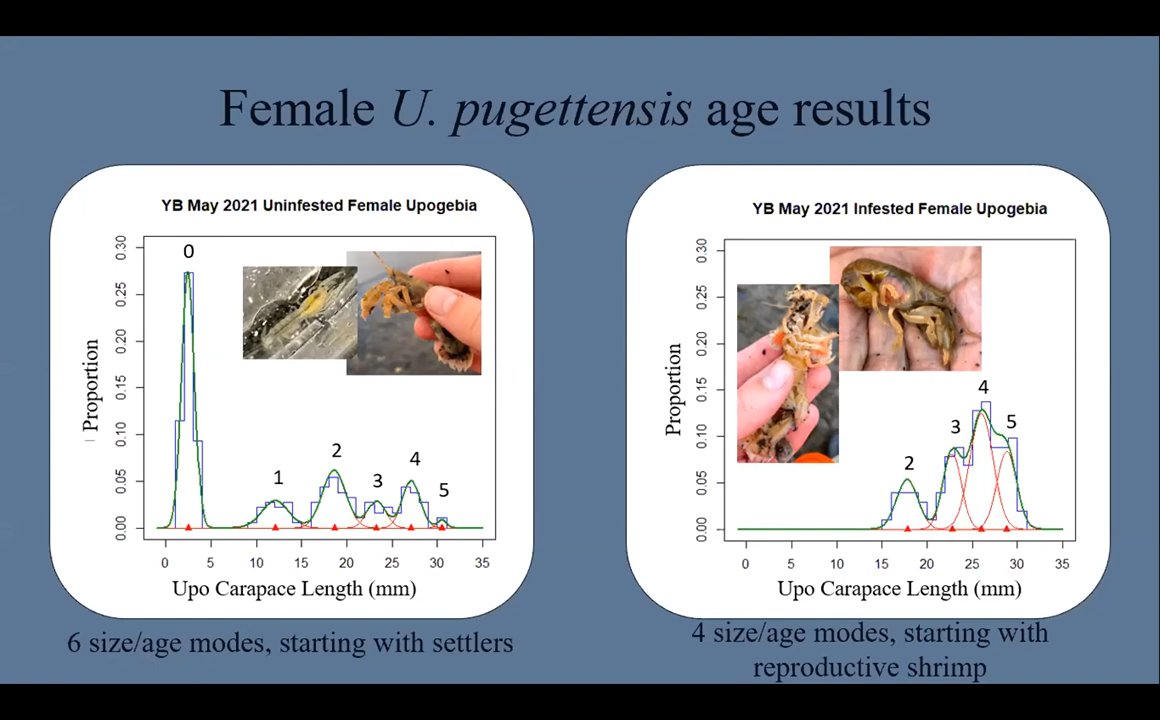 Female U. pugettensis age results
YB May 2021 Uninfested Female Upogebia
0.30
0.25
0.20
0.15
0.10
0.05
0.00
Proportion
0
1
2
3
4
5
0 5 10 15 20 25 30 35
Upo Carapace Length (mm)
6 size/age modes, starting with settlers
YB May 2021 Infested Female Upogebia
0.30
0.25
0.20
0.15
0.10
0.05
0.00
Proportion
2
3
4
5
0 5 10 15 20 25 30 35
Upo Carapace Length (mm)
4 size/age modes, starting with
reproductive shrimp